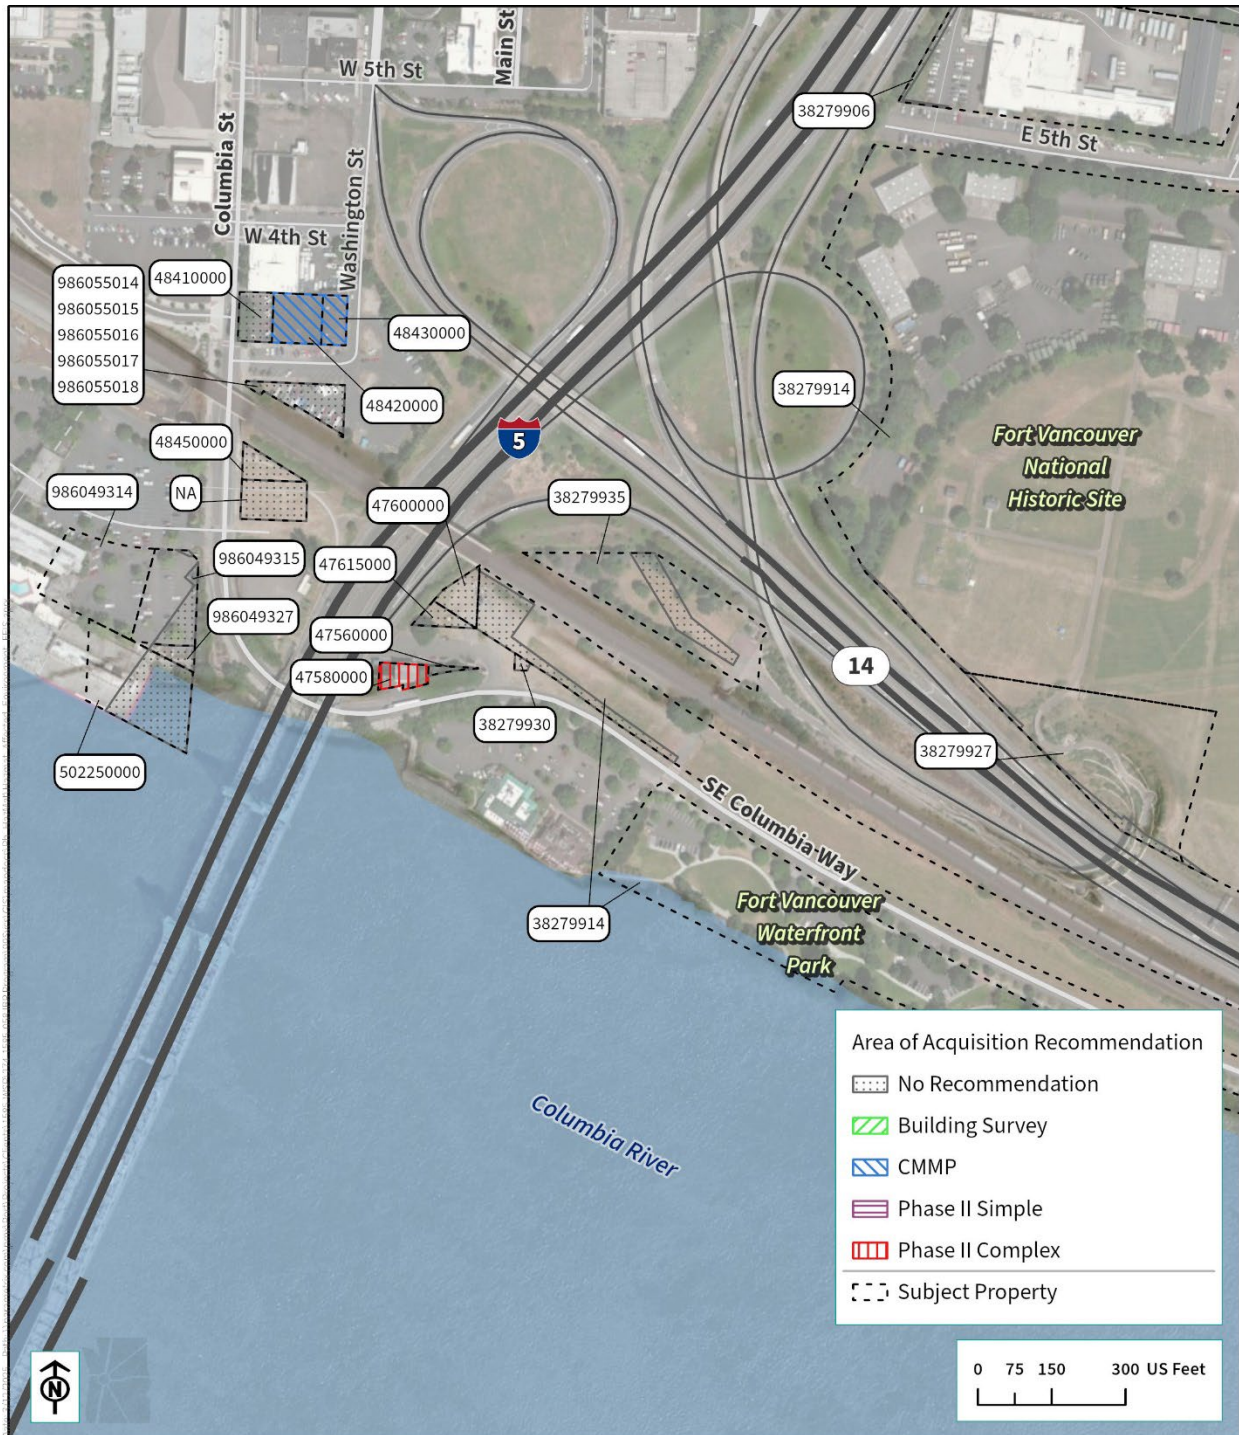 W 5th St
Main St
38279906
E 5th St
Columbia St
Washington St
W 4th St
986055014
986055015
986055016
986055017
986055018
48410000
48430000
48420000
38279914
5
Fort Vancouver
National
Historic Site
48450000
986049314
NA
47600000
38279935
986049315
47615000
986049327
47560000
47580000
14
38279930
38279927
502250000
SE Columbia Way
38279914
Fort Vancouver
Waterfront
Park
Columbia River
Area of Acquisition Recommendation
No Recommendation
Building Survey
CMMP
Phase II Simple
Phase II Complex
Subject Property
N
0 75 150 300 US Feet